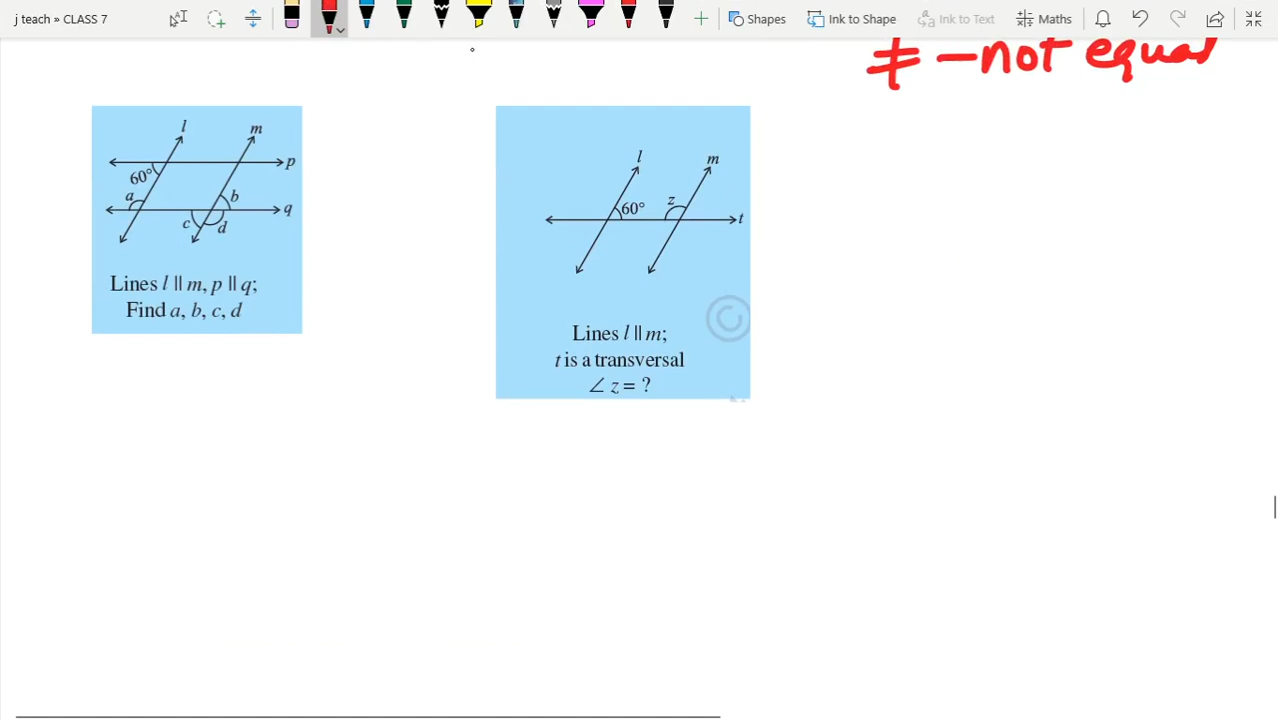 j teach » CLASS 7
Shapes
Ink to Shape
Ink to Text
Maths
≠ – not equal
l
m
p
60°
a
b
q
c
d
Lines l || m, p || q;
Find a, b, c, d
l
m
z
60°
t
Lines l || m;
t is a transversal
∠ z = ?
©